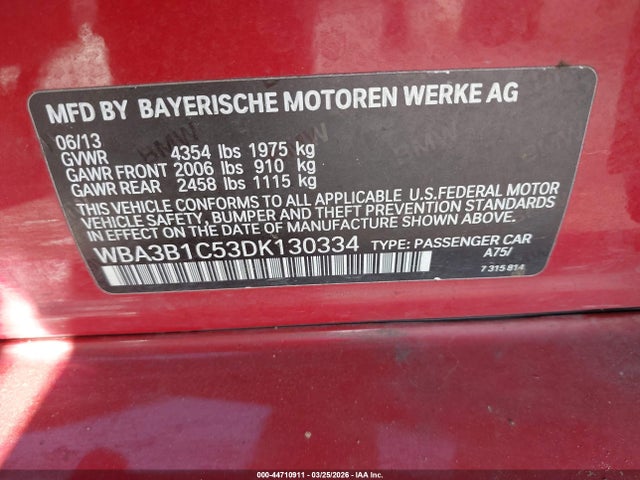 MFD BY BAYERISCHE MOTOREN WERKE AG
06/13
GVWR 4354 lbs 1975 kg
GAWR FRONT 2006 lbs 910 kg
GAWR REAR 2458 lbs 1115 kg
THIS VEHICLE CONFORMS TO ALL APPLICABLE U.S.FEDERAL MOTOR
VEHICLE SAFETY, BUMPER AND THEFT PREVENTION STANDARDS
IN EFFECT ON THE DATE OF MANUFACTURE SHOWN ABOVE.
WBA3B1C53DK130334 TYPE: PASSENGER CAR
A75/
7 315 814
000-44710911 | 03/25/2026 | IAA Inc.